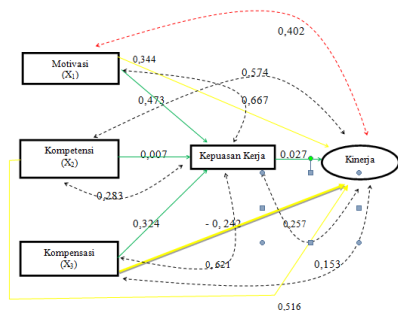 0,402
Motivasi
(X1)
0,344
0,574
0,473
0,667
Kompetensi
(X2)
0,007
Kepuasan Kerja
0,027
Kinerja
0,283
0,324
- 0,242
0,257
Kompensasi
(X3)
0,621
0,153
0,516